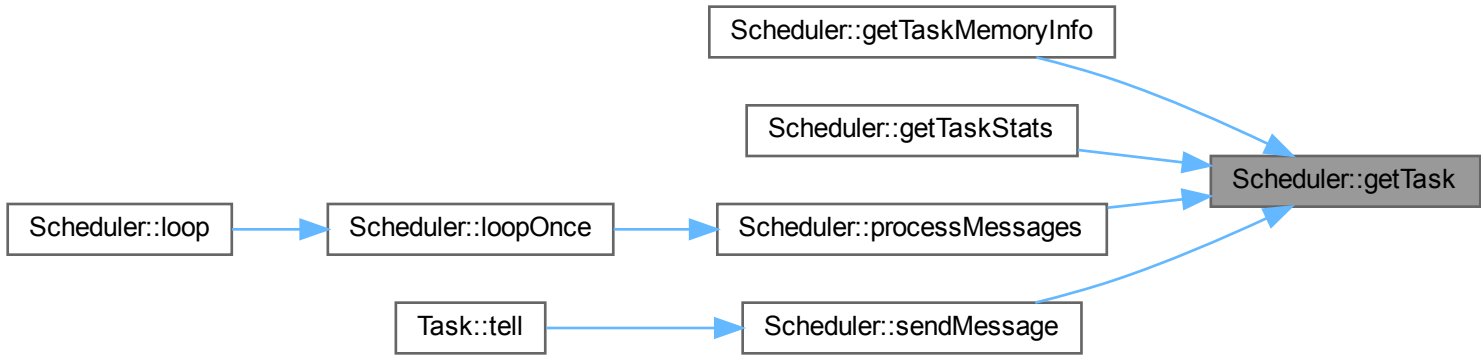 Scheduler::getTaskMemoryInfo
Scheduler::getTaskStats
Scheduler::getTask
Scheduler::loop
Scheduler::loopOnce
Scheduler::processMessages
Task::tell
Scheduler::sendMessage